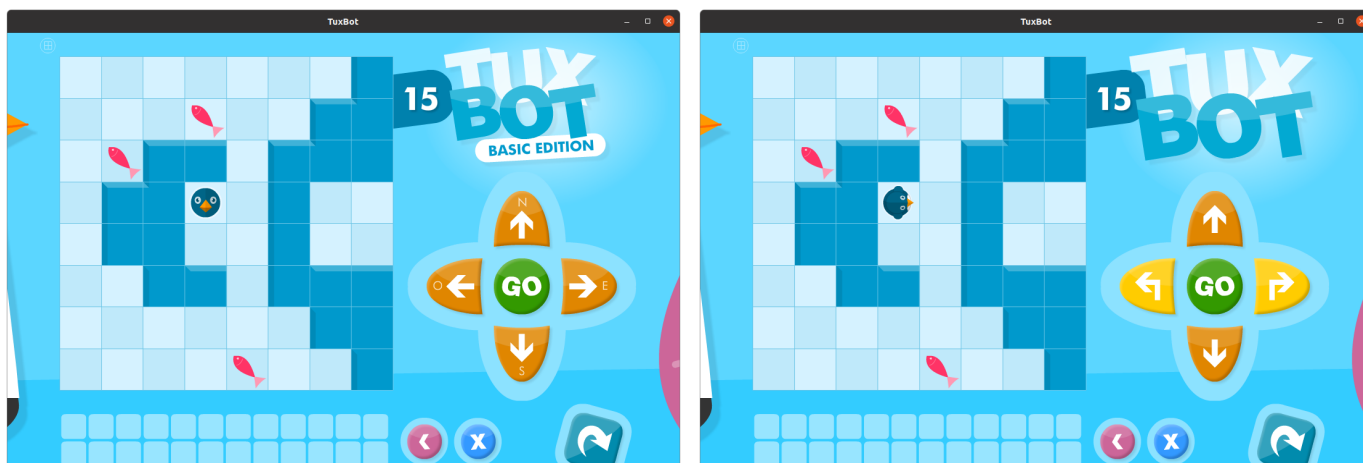 TuxBot
15
TUX
BOT
BASIC EDITION
N
O GO E
S
X
TuxBot
15
TUX
BOT
GO
X